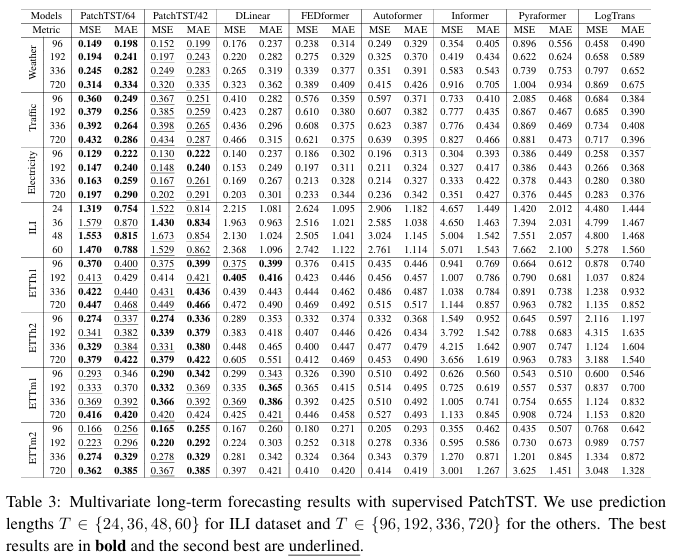 Models PatchTST/64 PatchTST/42 DLinear FEDformer Autoformer Informer Pyraformer LogTrans
Metric MSE MAE MSE MAE MSE MAE MSE MAE MSE MAE MSE MAE MSE MAE MSE MAE
Weather
96 0.149 0.198 0.152 0.199 0.176 0.237 0.238 0.314 0.249 0.329 0.354 0.405 0.896 0.556 0.458 0.490
192 0.194 0.241 0.197 0.243 0.220 0.282 0.275 0.329 0.325 0.370 0.419 0.434 0.622 0.624 0.658 0.589
336 0.245 0.282 0.249 0.283 0.265 0.319 0.339 0.377 0.351 0.391 0.583 0.543 0.739 0.753 0.797 0.652
720 0.314 0.334 0.320 0.335 0.323 0.362 0.389 0.409 0.415 0.426 0.916 0.705 1.004 0.934 0.869 0.675
Traffic
96 0.360 0.249 0.367 0.251 0.410 0.282 0.576 0.359 0.597 0.371 0.733 0.410 2.085 0.468 0.684 0.384
192 0.379 0.256 0.385 0.259 0.423 0.287 0.610 0.380 0.607 0.382 0.777 0.435 0.867 0.467 0.685 0.390
336 0.392 0.264 0.398 0.265 0.436 0.296 0.608 0.375 0.623 0.387 0.776 0.434 0.869 0.469 0.734 0.408
720 0.432 0.286 0.434 0.287 0.466 0.315 0.621 0.375 0.639 0.395 0.827 0.466 0.881 0.473 0.717 0.396
Electricity
96 0.129 0.222 0.130 0.222 0.140 0.237 0.186 0.302 0.196 0.313 0.304 0.393 0.386 0.449 0.258 0.357
192 0.147 0.240 0.148 0.240 0.153 0.249 0.197 0.311 0.211 0.324 0.327 0.417 0.386 0.443 0.266 0.368
336 0.163 0.259 0.167 0.261 0.169 0.267 0.213 0.328 0.214 0.327 0.333 0.422 0.378 0.443 0.280 0.380
720 0.197 0.290 0.202 0.291 0.203 0.301 0.233 0.344 0.236 0.342 0.351 0.427 0.376 0.445 0.283 0.376
ILI
24 1.319 0.754 1.522 0.814 2.215 1.081 2.624 1.095 2.906 1.182 4.657 1.449 1.420 2.012 4.480 1.444
36 1.579 0.870 1.430 0.834 1.963 0.963 2.516 1.021 2.585 1.038 4.650 1.463 7.394 2.031 4.799 1.467
48 1.553 0.815 1.673 0.854 2.130 1.024 2.505 1.041 3.024 1.145 5.004 1.542 7.551 2.057 4.800 1.468
60 1.470 0.788 1.529 0.862 2.368 1.096 2.742 1.122 2.761 1.114 5.071 1.543 7.662 2.100 5.278 1.560
ETTh1
96 0.370 0.400 0.375 0.399 0.375 0.399 0.376 0.415 0.435 0.446 0.941 0.769 0.664 0.612 0.878 0.740
192 0.413 0.429 0.414 0.421 0.405 0.416 0.423 0.446 0.456 0.457 1.007 0.786 0.790 0.681 1.037 0.824
336 0.422 0.440 0.431 0.436 0.439 0.443 0.444 0.462 0.486 0.487 1.038 0.784 0.891 0.738 1.238 0.932
720 0.447 0.468 0.449 0.466 0.472 0.490 0.469 0.492 0.515 0.517 1.144 0.857 0.963 0.782 1.135 0.852
ETTh2
96 0.274 0.337 0.274 0.336 0.289 0.353 0.332 0.374 0.332 0.368 1.549 0.952 0.645 0.597 2.116 1.197
192 0.341 0.382 0.339 0.379 0.383 0.418 0.407 0.446 0.426 0.434 3.792 1.542 0.788 0.683 4.315 1.635
336 0.329 0.384 0.331 0.380 0.448 0.465 0.400 0.447 0.477 0.479 4.215 1.642 0.907 0.747 1.124 1.604
720 0.379 0.422 0.379 0.422 0.605 0.551 0.412 0.469 0.453 0.490 3.656 1.619 0.963 0.783 3.188 1.540
ETTm1
96 0.293 0.346 0.290 0.342 0.299 0.343 0.326 0.390 0.510 0.492 0.626 0.560 0.543 0.510 0.600 0.546
192 0.333 0.370 0.332 0.369 0.335 0.365 0.365 0.415 0.514 0.495 0.725 0.619 0.557 0.537 0.837 0.700
336 0.369 0.392 0.366 0.392 0.369 0.386 0.392 0.425 0.510 0.492 1.005 0.741 0.754 0.655 1.124 0.832
720 0.416 0.420 0.420 0.424 0.425 0.421 0.446 0.458 0.527 0.493 1.133 0.845 0.908 0.724 1.153 0.820
ETTm2
96 0.166 0.256 0.165 0.255 0.167 0.260 0.180 0.271 0.205 0.293 0.355 0.462 0.435 0.507 0.768 0.642
192 0.223 0.296 0.220 0.292 0.224 0.303 0.252 0.318 0.278 0.336 0.595 0.586 0.730 0.673 0.989 0.757
336 0.274 0.329 0.278 0.329 0.281 0.342 0.324 0.364 0.343 0.379 1.270 0.871 1.201 0.845 1.334 0.872
720 0.362 0.385 0.367 0.385 0.397 0.421 0.410 0.420 0.414 0.419 3.001 1.267 3.625 1.451 3.048 1.328
Table 3: Multivariate long-term forecasting results with supervised PatchTST. We use prediction
lengths T ∈ {24, 36, 48, 60} for ILI dataset and T ∈ {96, 192, 336, 720} for the others. The best
results are in bold and the second best are underlined.